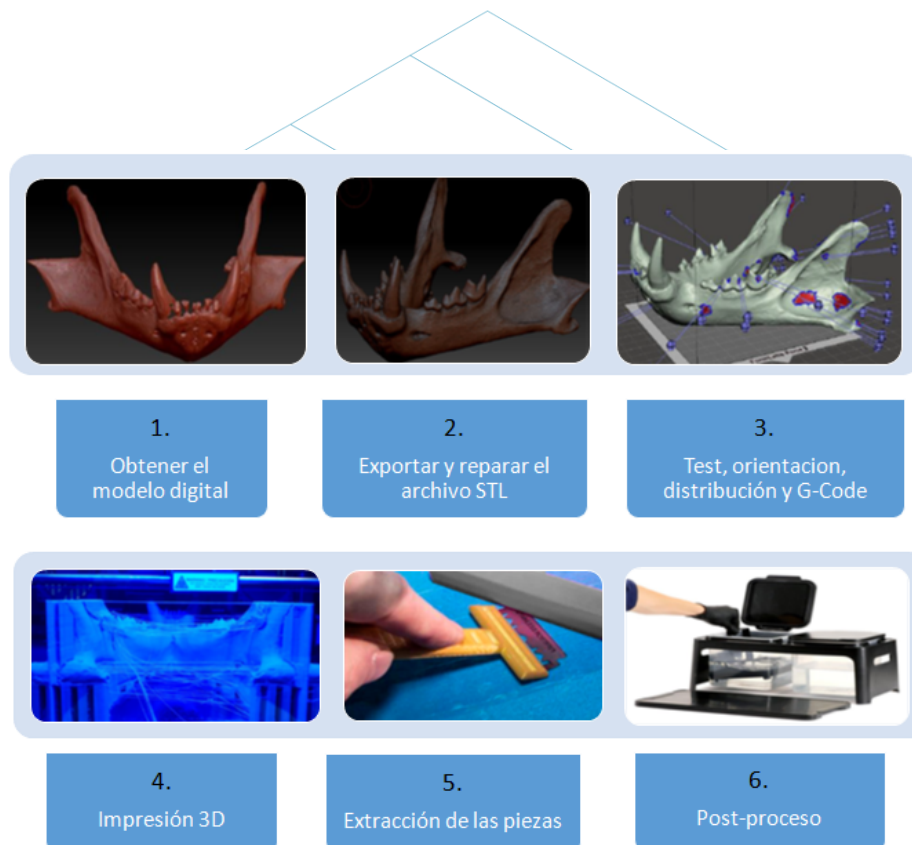 1.
Obtener el
modelo digital
2.
Exportar y reparar el
archivo STL
3.
Test, orientacion,
distribución y G-Code
4.
Impresión 3D
5.
Extracción de las piezas
6.
Post-proceso